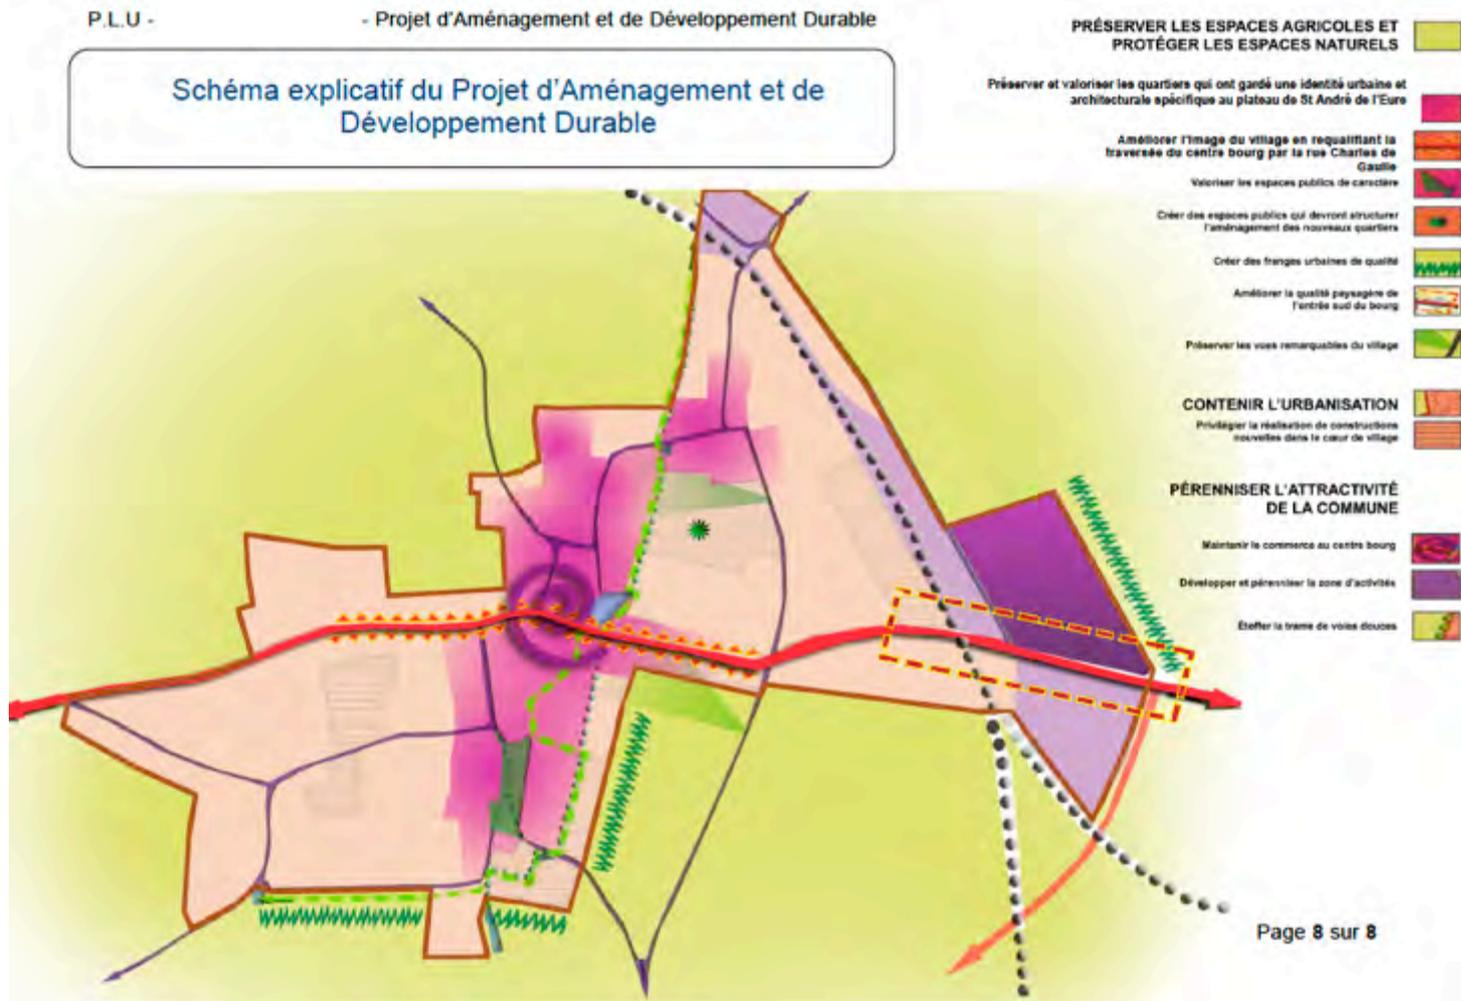 P.L.U - - Projet d'Aménagement et de Développement Durable
Schéma explicatif du Projet d'Aménagement et de
Développement Durable
PRÉSERVER LES ESPACES AGRICOLES ET
PROTÉGER LES ESPACES NATURELS
Préserver et valoriser les quartiers qui ont gardé une identité urbaine et
architecturale spécifique au plateau de St André de l'Eure
Améliorer l'image du village en requalifiant la
traversée du centre bourg par la rue Charles de
Gaulle
Valoriser les espaces publics de caractère
Créer des espaces publics qui devront structurer
l'aménagement des nouveaux quartiers
Créer des franges urbaines de qualité
Améliorer la qualité paysagère de
l'entrée sud du bourg
Préserver les vues remarquables du village
CONTENIR L'URBANISATION
Privilégier la réalisation de constructions
nouvelles dans le cœur de village
PÉRENNISER L'ATTRACTIVITÉ
DE LA COMMUNE
Maintenir le commerce au centre bourg
Développer et pérenniser la zone d'activités
Étoffer la trame de voies douces
Page 8 sur 8